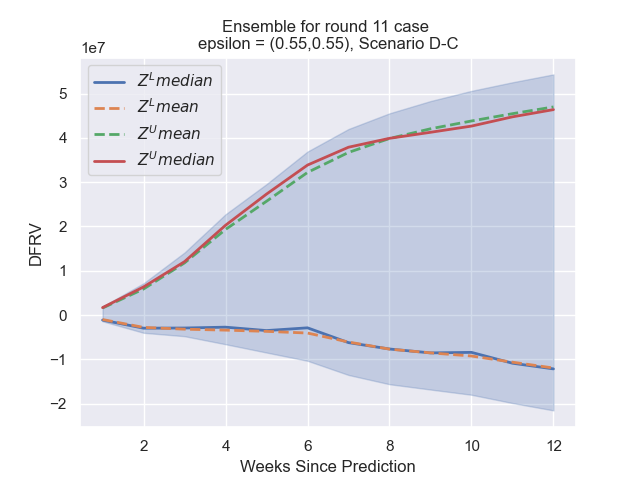 Ensemble for round 11 case
epsilon = (0.55,0.55), Scenario D-C
1e7
Z^L median
Z^L mean
Z^U mean
Z^U median
5
4
3
2
1
0
−1
−2
DFRV
2 4 6 8 10 12
Weeks Since Prediction